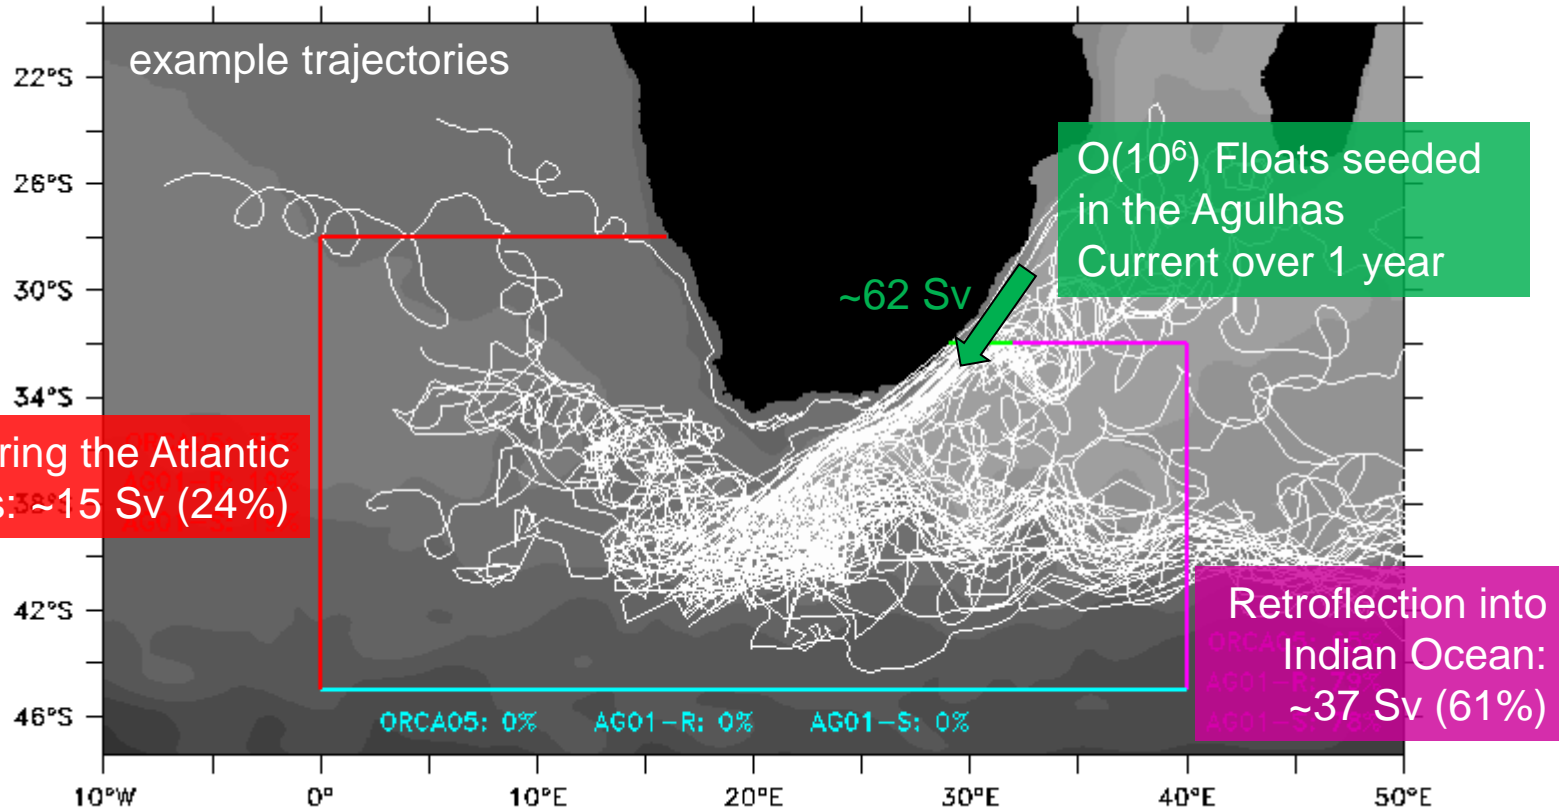 example trajectories
O(10⁶) Floats seeded
in the Agulhas
Current over 1 year
~62 Sv
ring the Atlantic
s: ~15 Sv (24%)
Retroflection into
Indian Ocean:
~37 Sv (61%)
ORCA05: 0% AG01-R: 0% AG01-S: 0%
22°S
26°S
30°S
34°S
38°S
42°S
46°S
10°W 0° 10°E 20°E 30°E 40°E 50°E